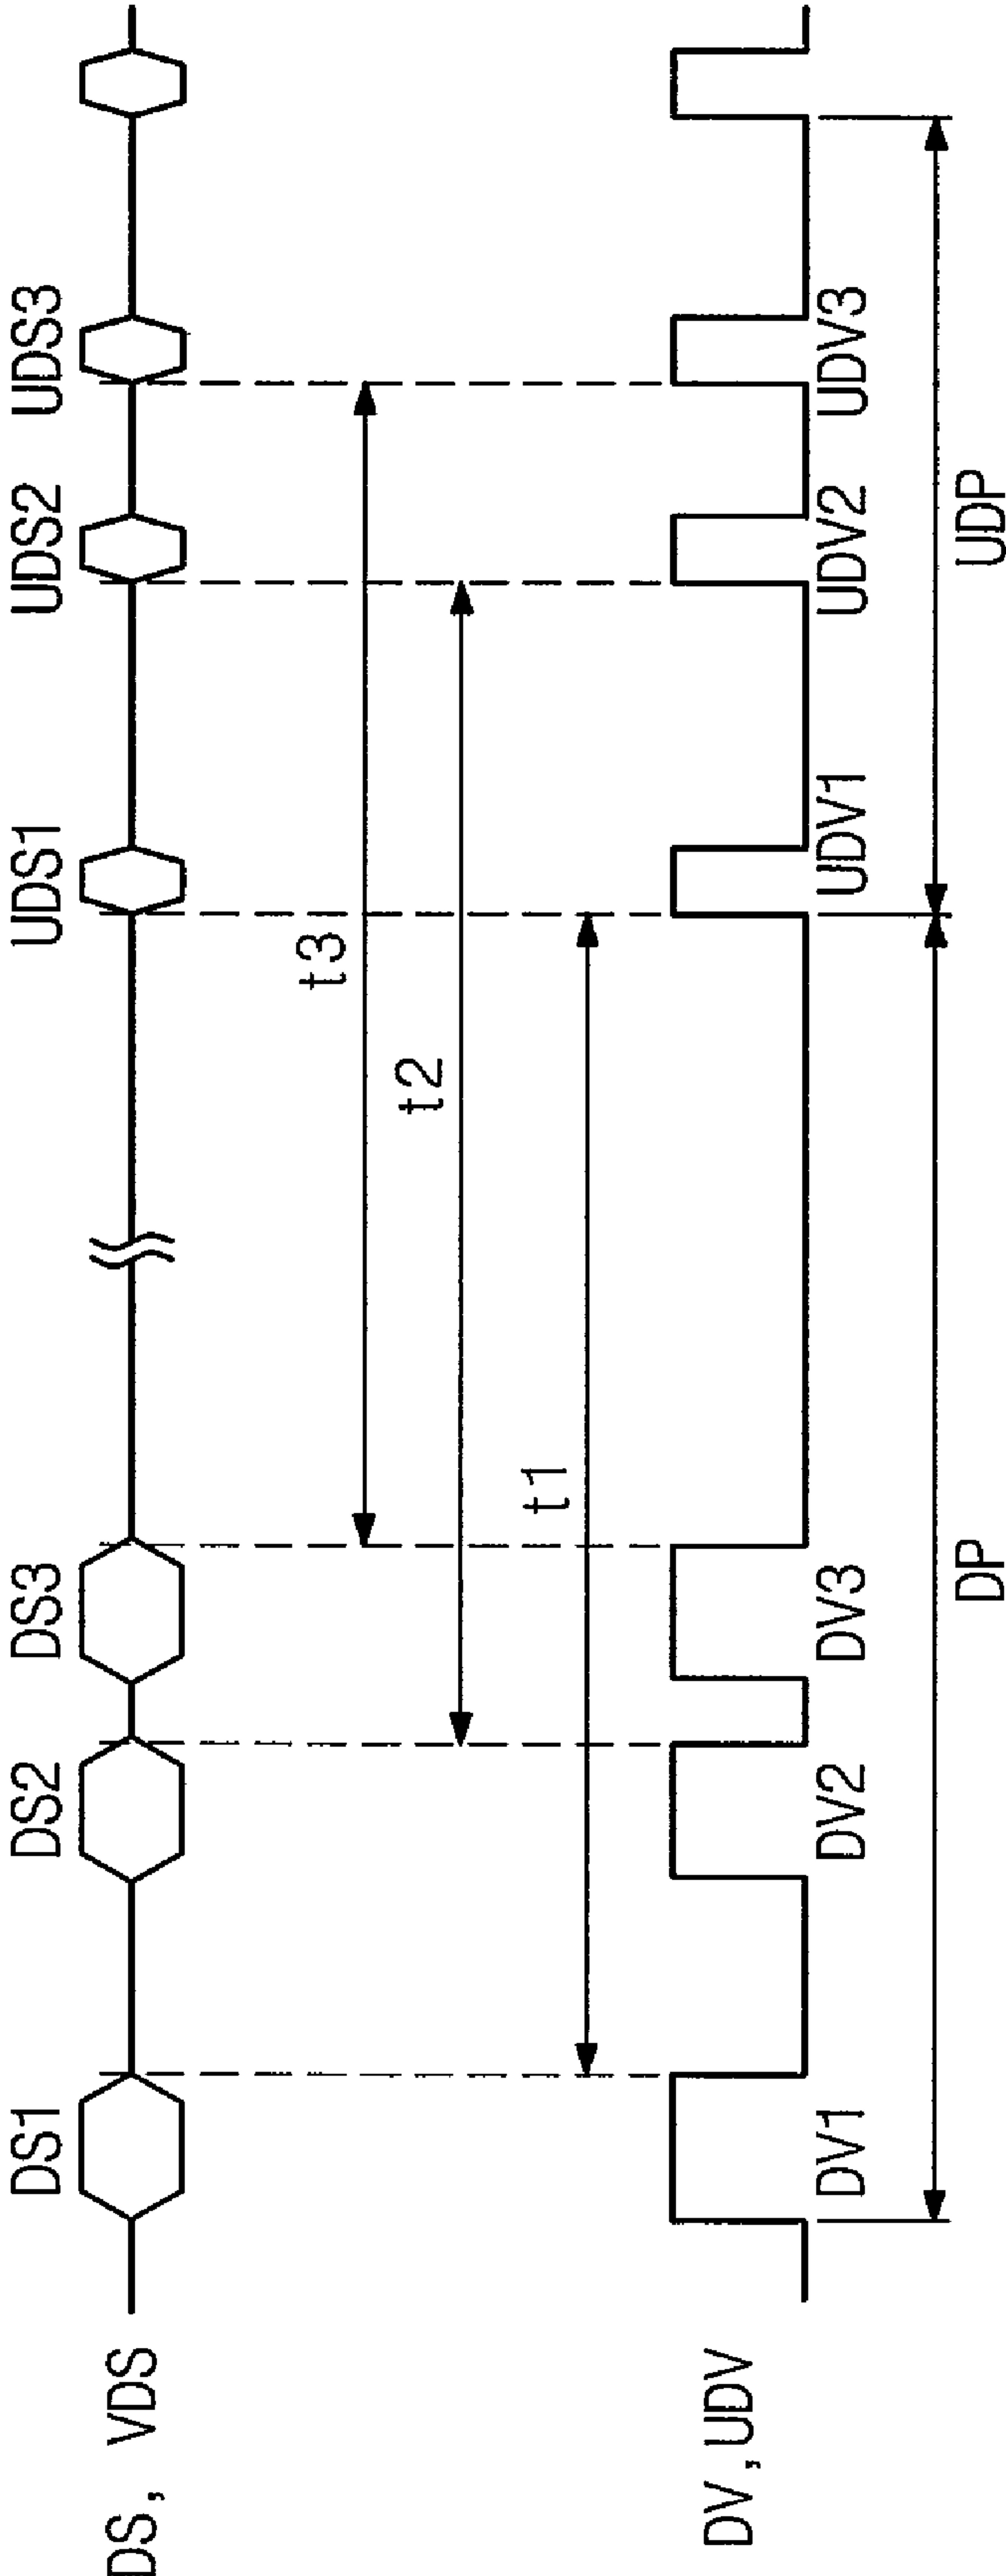 DS, VDS
DS1
DS2
DS3
UDS1
UDS2
UDS3
t3
t2
t1
DV, UDV
DV1
DV2
DV3
UDV1
UDV2
UDV3
DP
UDP